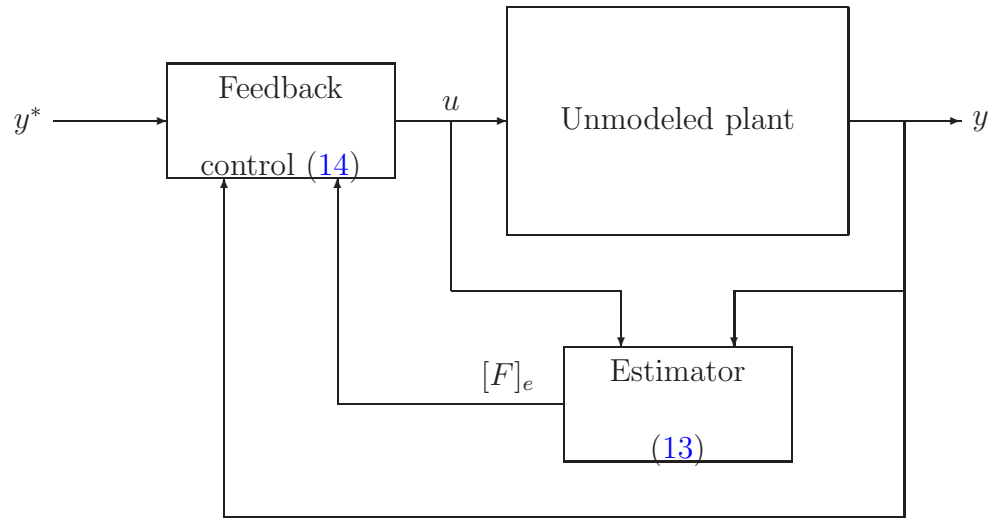 Feedback
y*
u
Unmodeled plant
y
control (14)
[F]e
Estimator
(13)